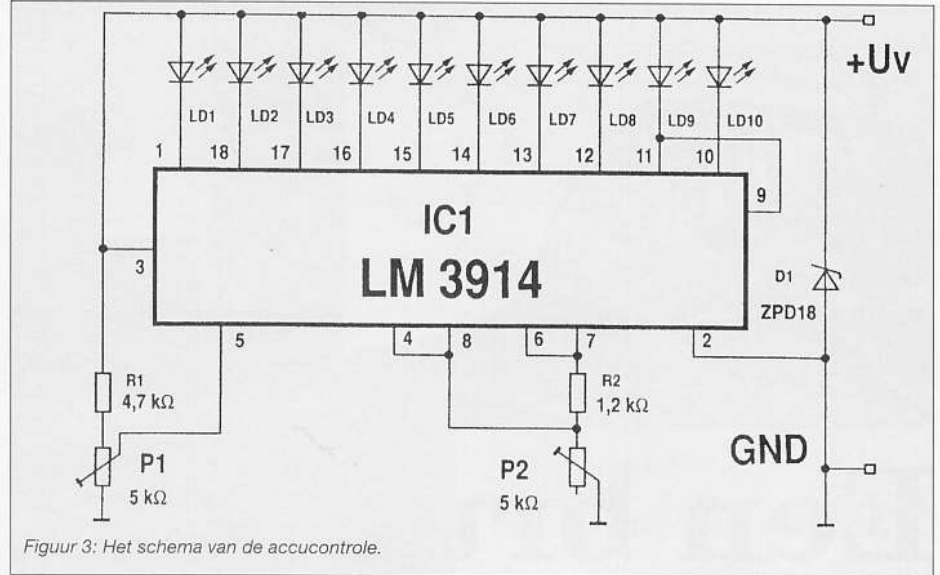 +Uv
LD1 LD2 LD3 LD4 LD5 LD6 LD7 LD8 LD9 LD10
1 18 17 16 15 14 13 12 11 10
9
IC1
LM 3914
3
D1
ZPD18
5 4 8 6 7 2
R1
4,7 kΩ
R2
1,2 kΩ
P1
5 kΩ
P2
5 kΩ
GND
Figuur 3: Het schema van de accucontrole.